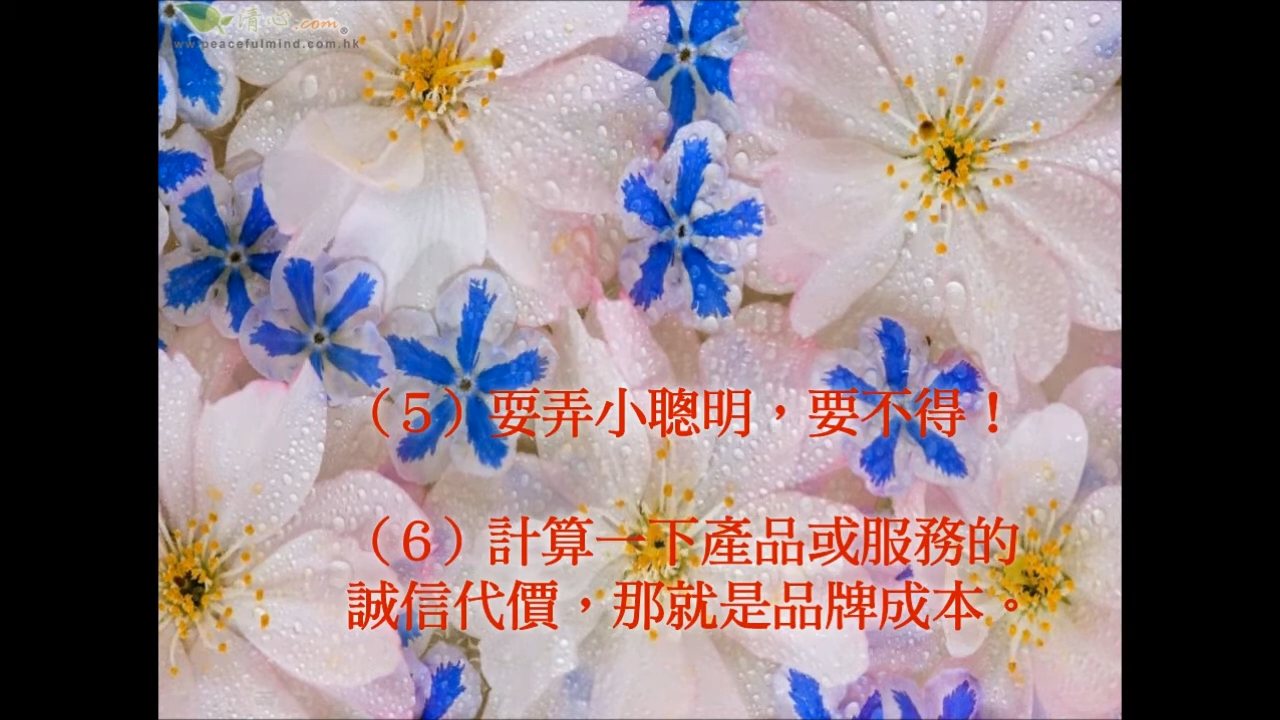 清心.com®
www.peacefulmind.com.hk
（5）耍弄小聰明，要不得！
（6）計算一下產品或服務的
誠信代價，那就是品牌成本。